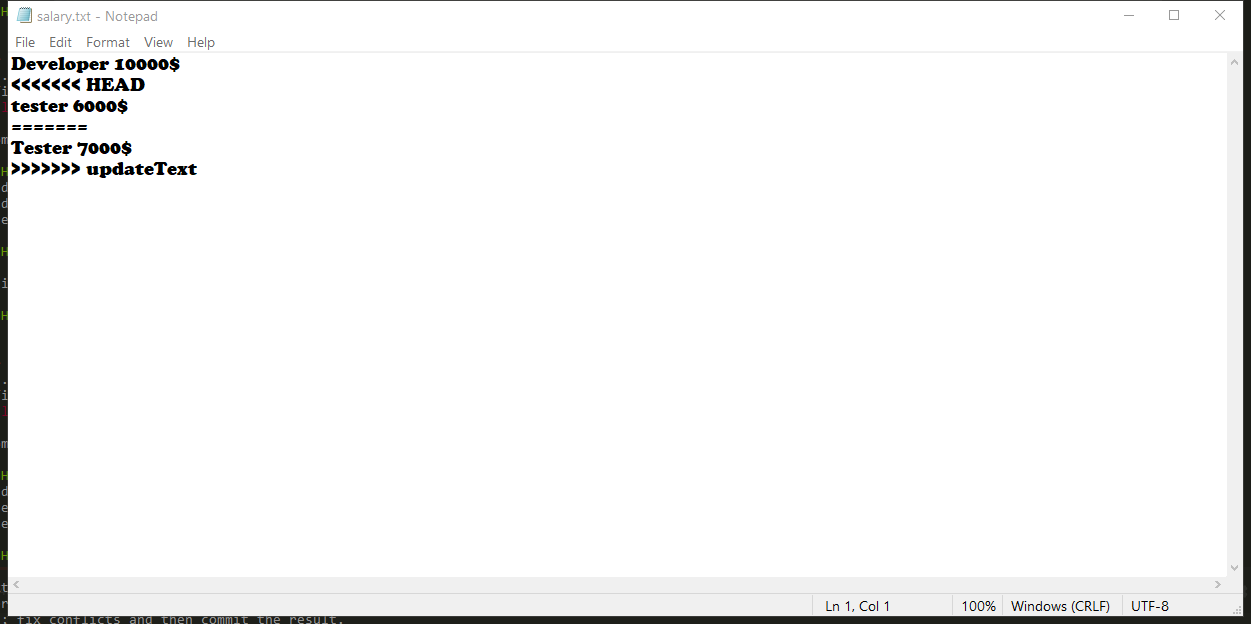 salary.txt - Notepad
File Edit Format View Help
Developer 10000$
<<<<<<< HEAD
tester 6000$
=======
Tester 7000$
>>>>>>> updateText
Ln 1, Col 1 100% Windows (CRLF) UTF-8
: fix conflicts and then commit the result.